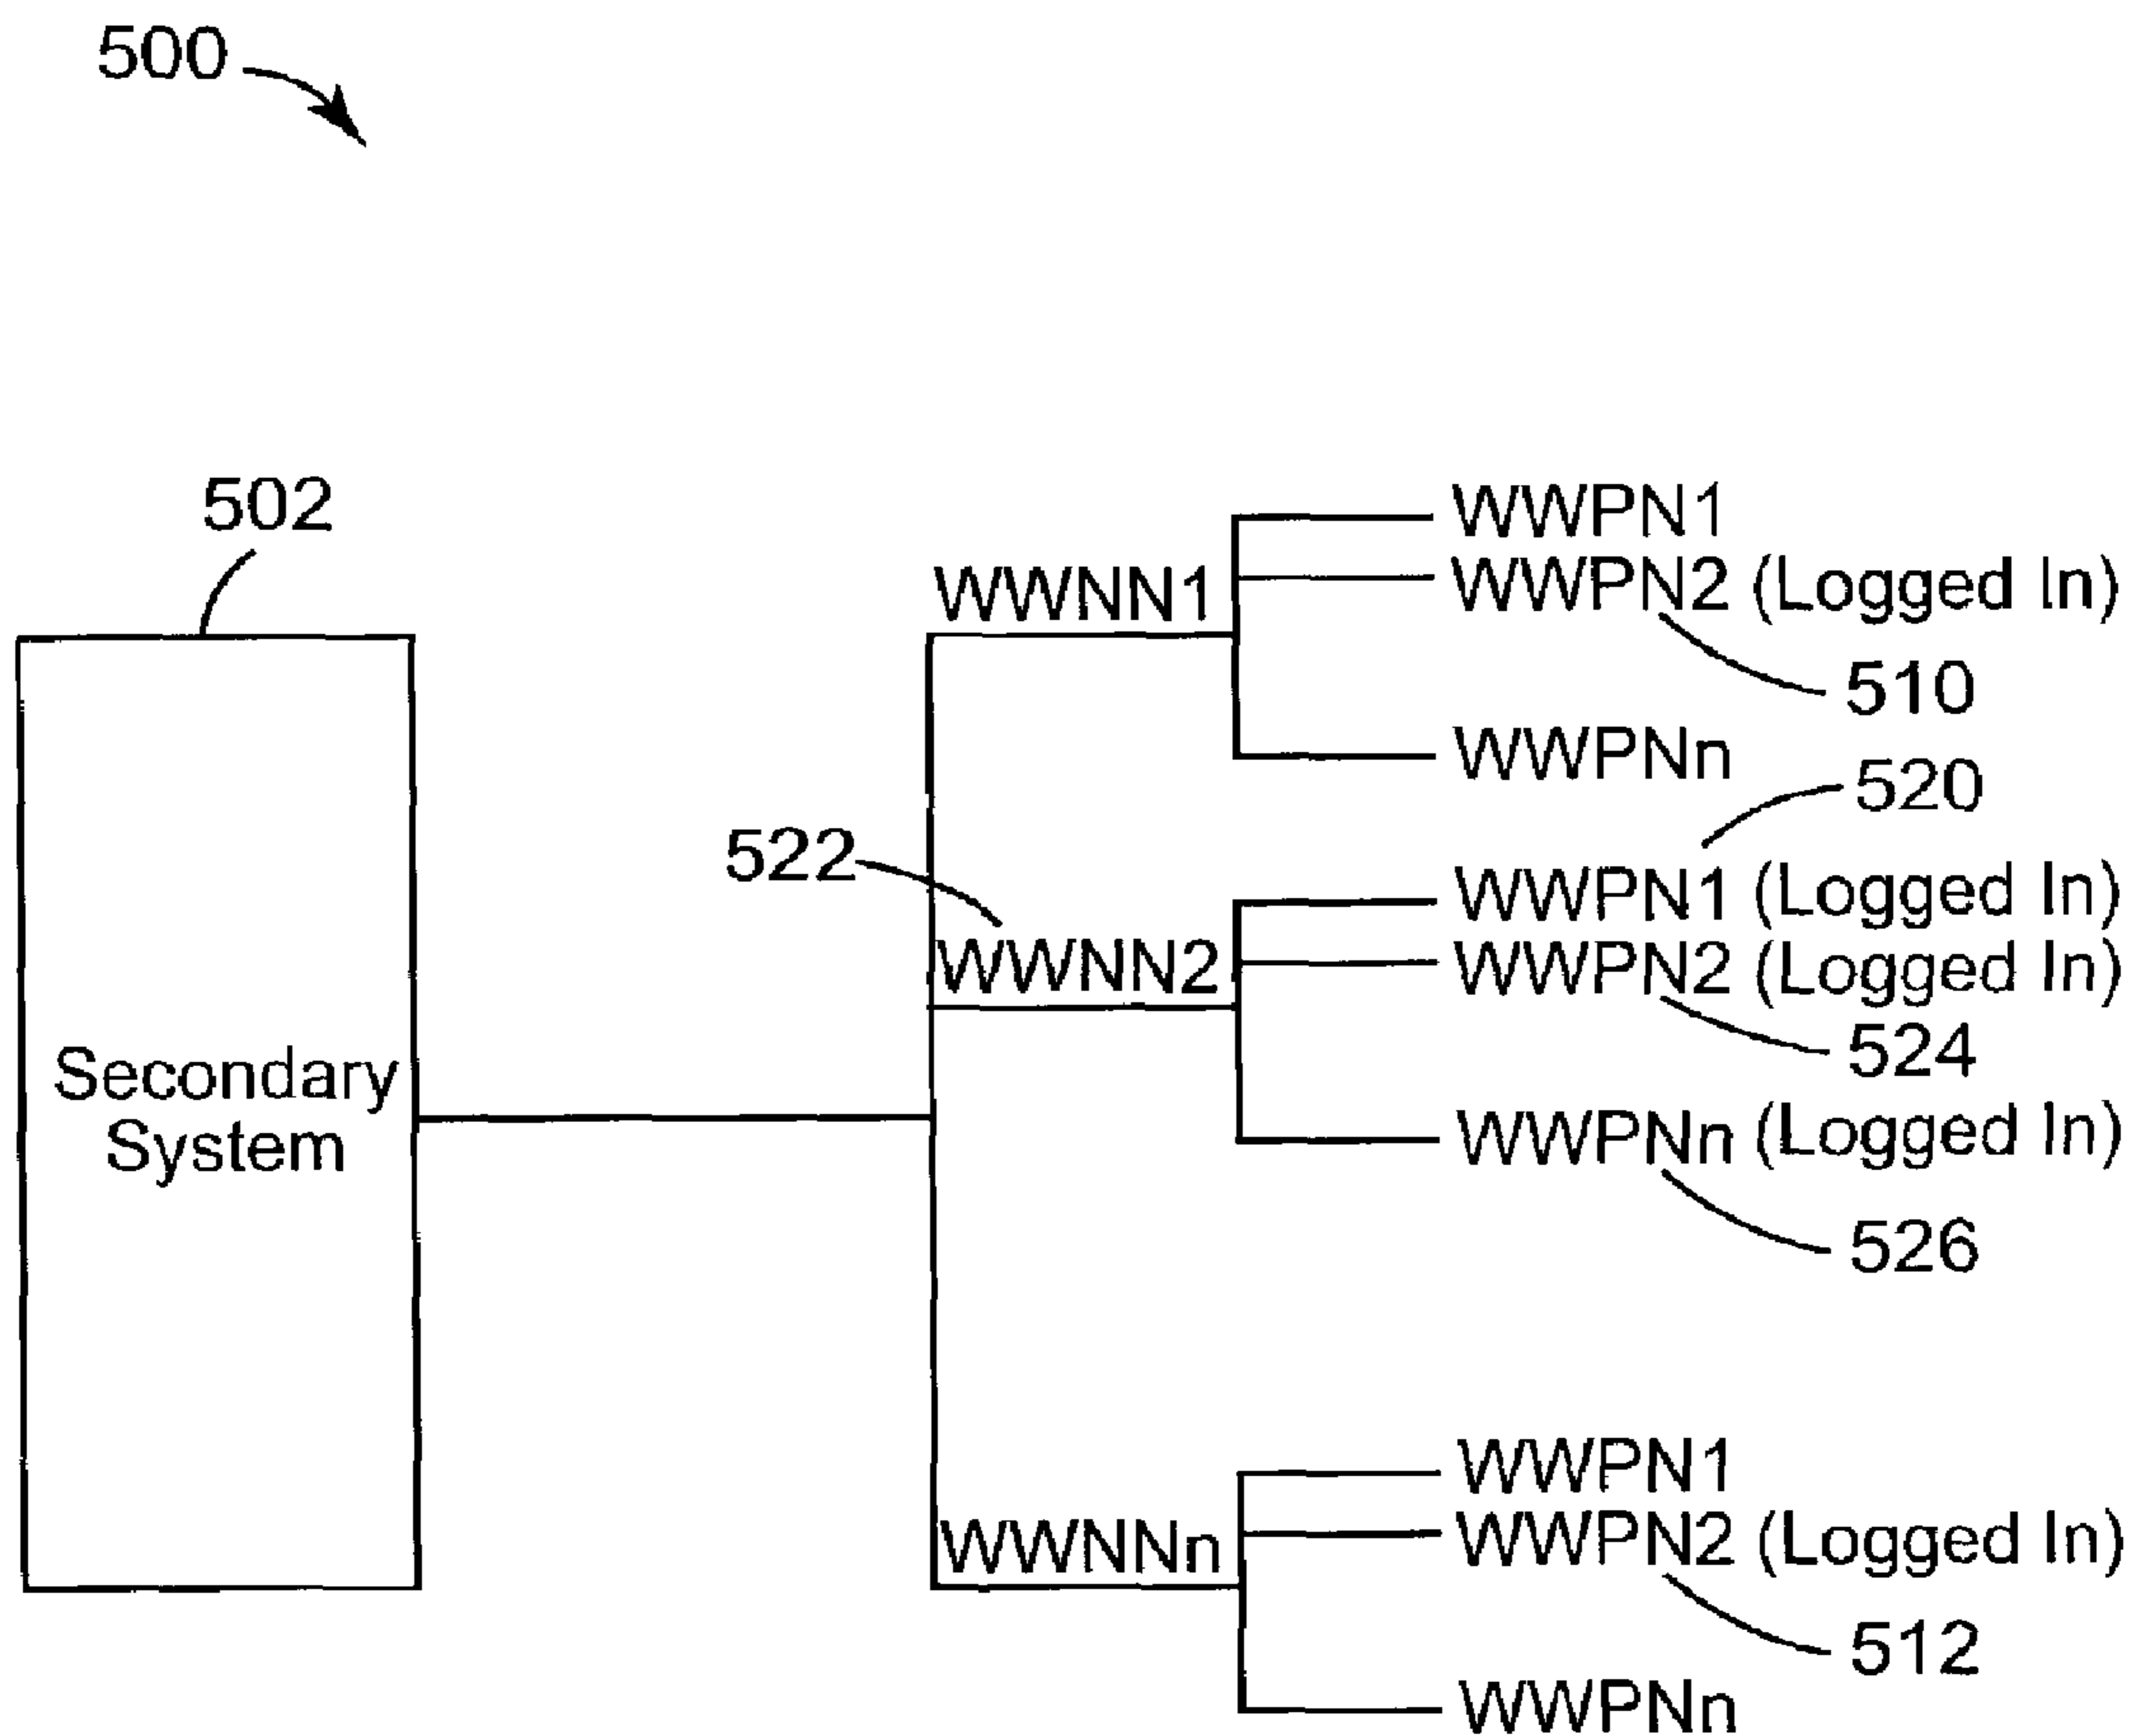 500
502
WWPN1
WWNN1
WWPN2 (Logged In)
510
WWPNn
520
522
WWPN1 (Logged In)
WWNN2
WWPN2 (Logged In)
524
Secondary
System
WWPNn (Logged In)
526
WWPN1
WWNNn
WWPN2 (Logged In)
512
WWPNn